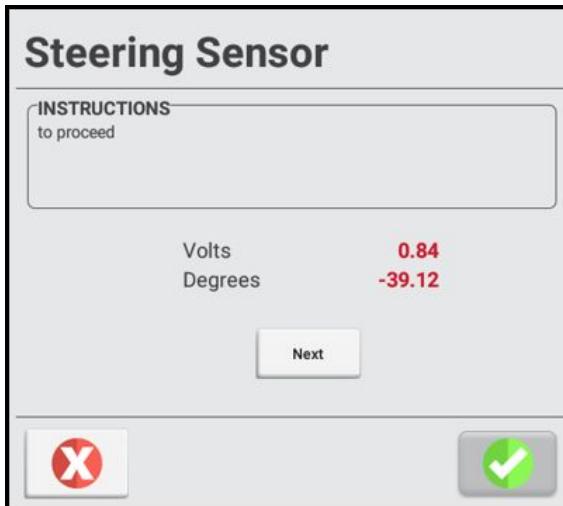 Steering Sensor
INSTRUCTIONS
to proceed
Volts 0.84
Degrees -39.12
Next